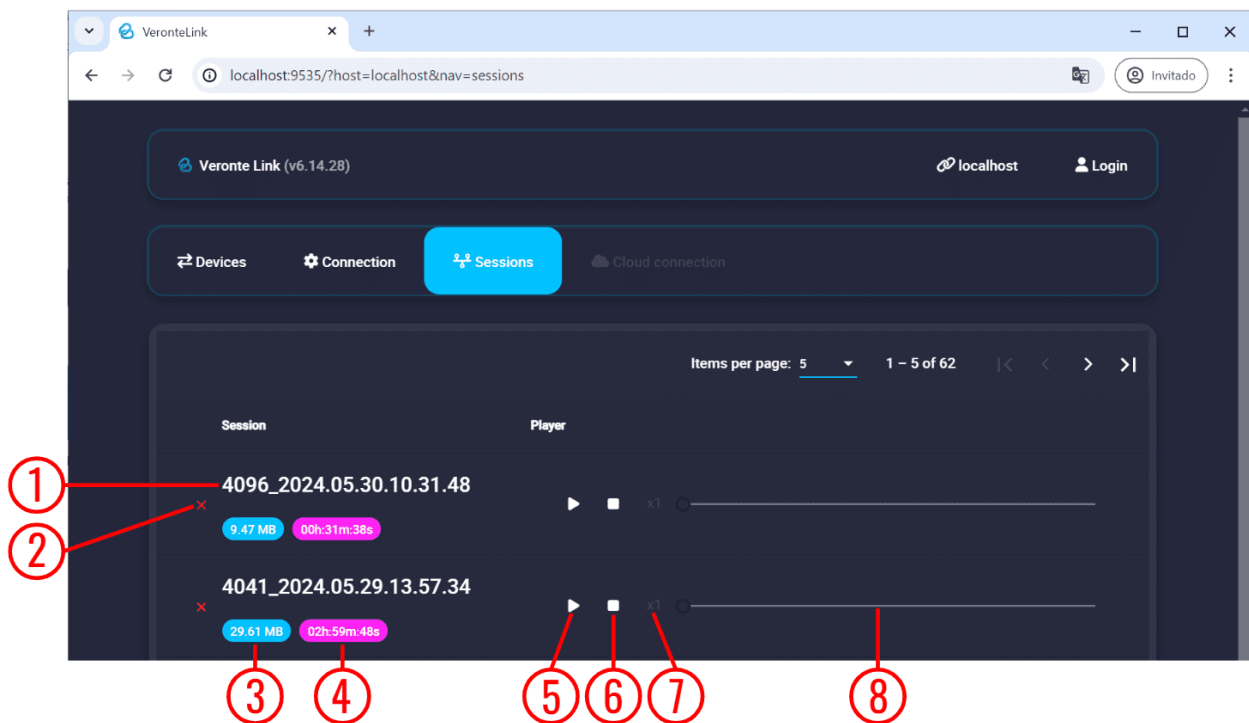 VeronteLink
localhost:9535/?host=localhost&nav=sessions
Invitado
Veronte Link (v6.14.28)
localhost
Login
Devices
Connection
Sessions
Cloud connection
Items per page: 5
1 – 5 of 62
Session
Player
1
4096_2024.05.30.10.31.48
x1
2
9.47 MB
00h:31m:38s
4041_2024.05.29.13.57.34
x1
29.61 MB
02h:59m:48s
3
4
5
6
7
8